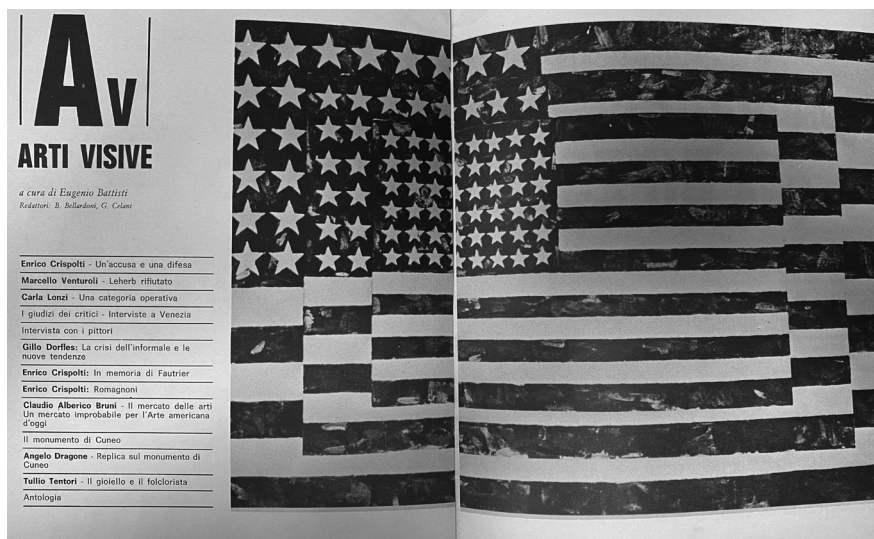 Av
ARTI VISIVE
a cura di Eugenio Battisti
Redattori: B. Bellardoni, G. Celant
Enrico Crispolti - Un'accusa e una difesa
Marcello Venturoli - Leherb rifiutato
Carla Lonzi - Una categoria operativa
I giudizi dei critici - Interviste a Venezia
Intervista con i pittori
Gillo Dorfles: La crisi dell'informale e le
nuove tendenze
Enrico Crispolti: In memoria di Fautrier
Enrico Crispolti: Romagnoni
Claudio Alberico Bruni - Il mercato delle arti
Un mercato improbabile per l'Arte americana
d'oggi
Il monumento di Cuneo
Angelo Dragone - Replica sul monumento di
Cuneo
Tullio Tentori - Il gioiello e il folclorista
Antologia